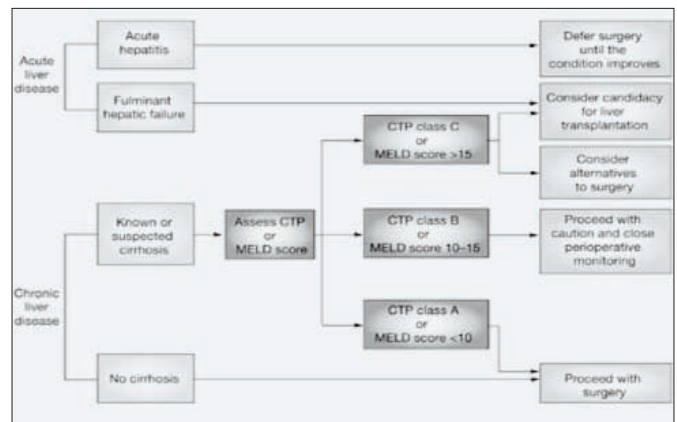 Acute
liver
disease
Acute
hepatitis
Defer surgery
until the
condition improves
Fulminant
hepatic failure
Consider candidacy
for liver
transplantation
CTP class C
or
MELD score >15
Consider
alternatives
to surgery
Chronic
liver
disease
Known or
suspected
cirrhosis
Assess CTP
or
MELD score
CTP class B
or
MELD score 10–15
Proceed with
caution and close
perioperative
monitoring
CTP class A
or
MELD score <10
No cirrhosis
Proceed with
surgery